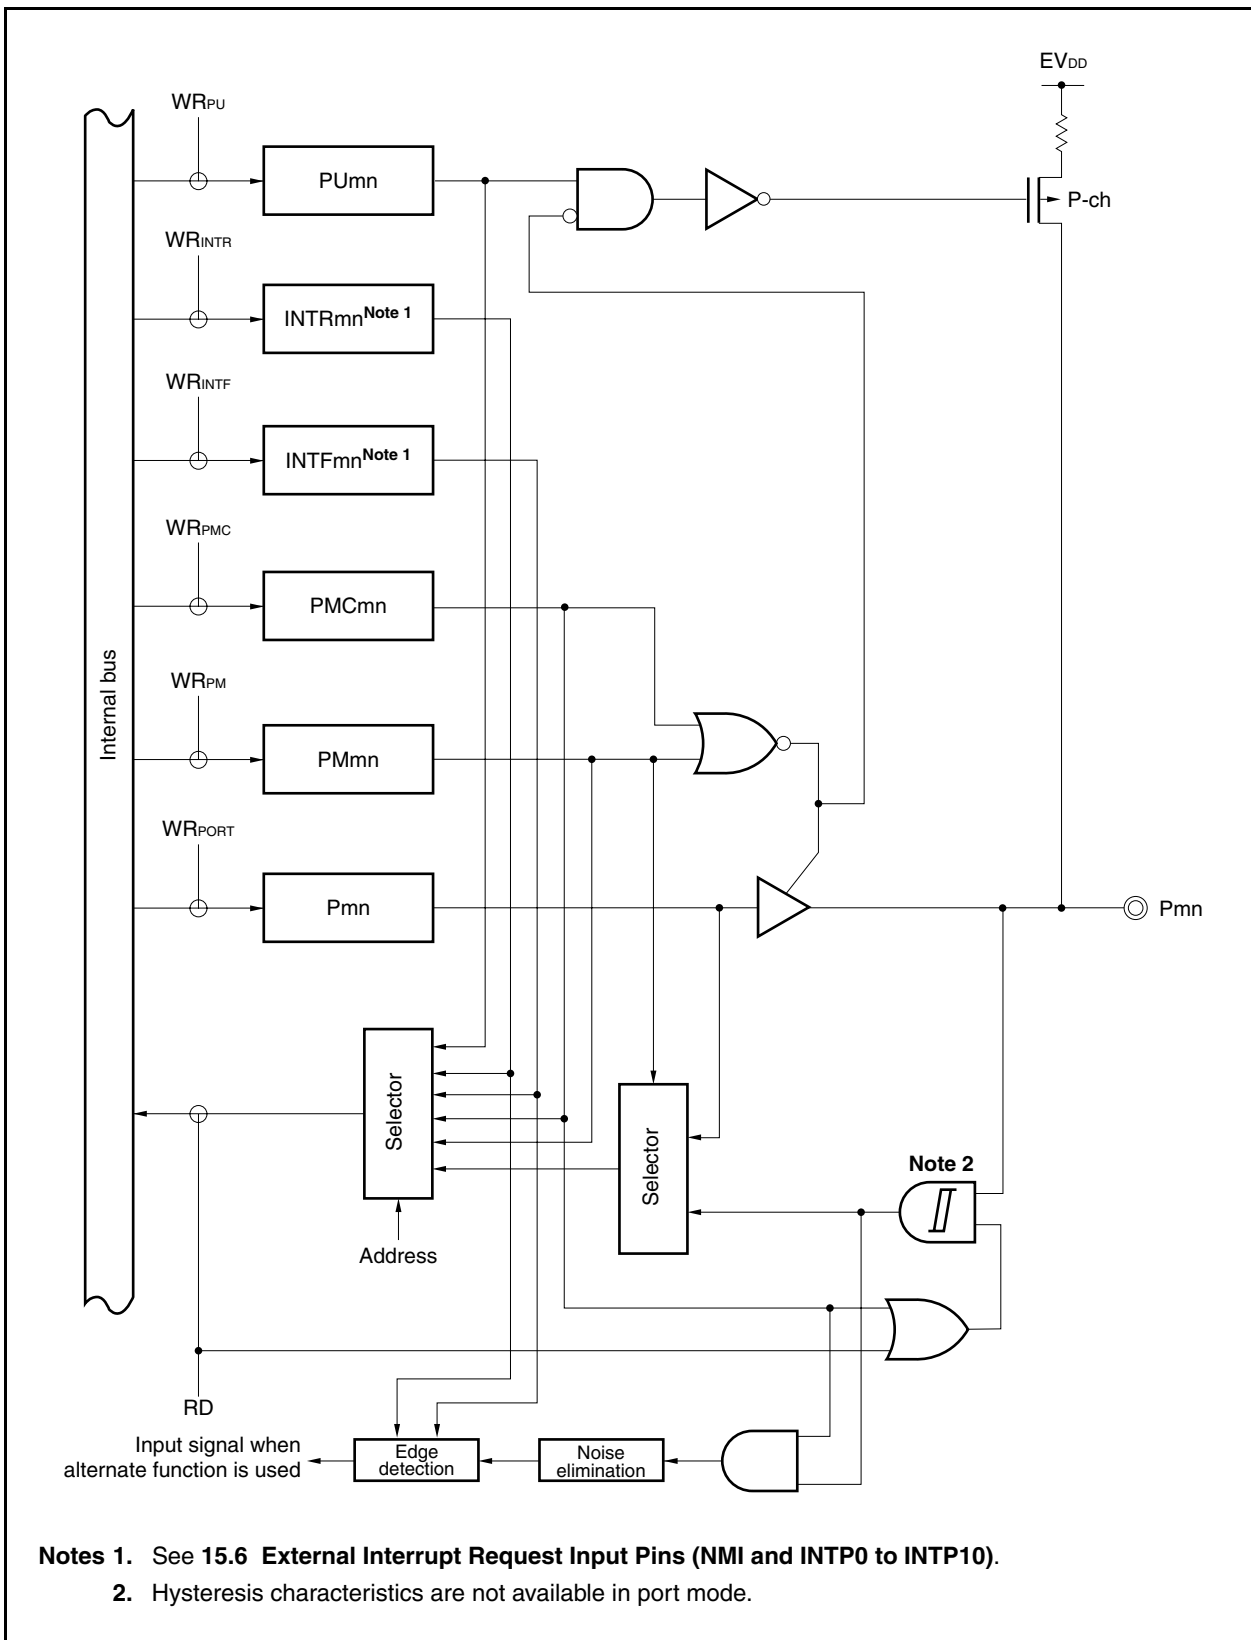 EVDD
WRPU
PUmn
P-ch
WRINTR
INTRmnNote 1
WRINTF
INTFmnNote 1
WRPMC
PMCmn
Internal bus
WRPM
PMmn
WRPORT
Pmn
Pmn
Selector
Selector
Note 2
Address
RD
Input signal when
alternate function is used
Edge
detection
Noise
elimination
Notes 1. See 15.6 External Interrupt Request Input Pins (NMI and INTP0 to INTP10).
2. Hysteresis characteristics are not available in port mode.